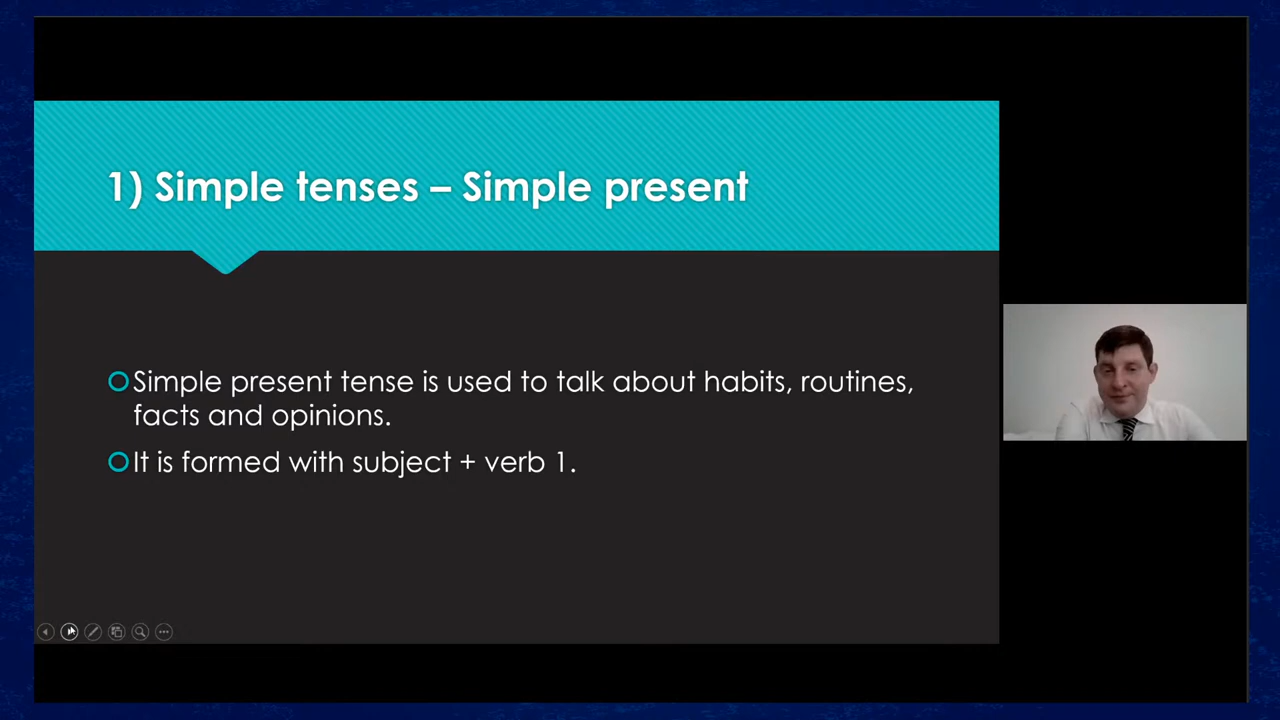 1) Simple tenses – Simple present
Simple present tense is used to talk about habits, routines,
facts and opinions.
It is formed with subject + verb 1.